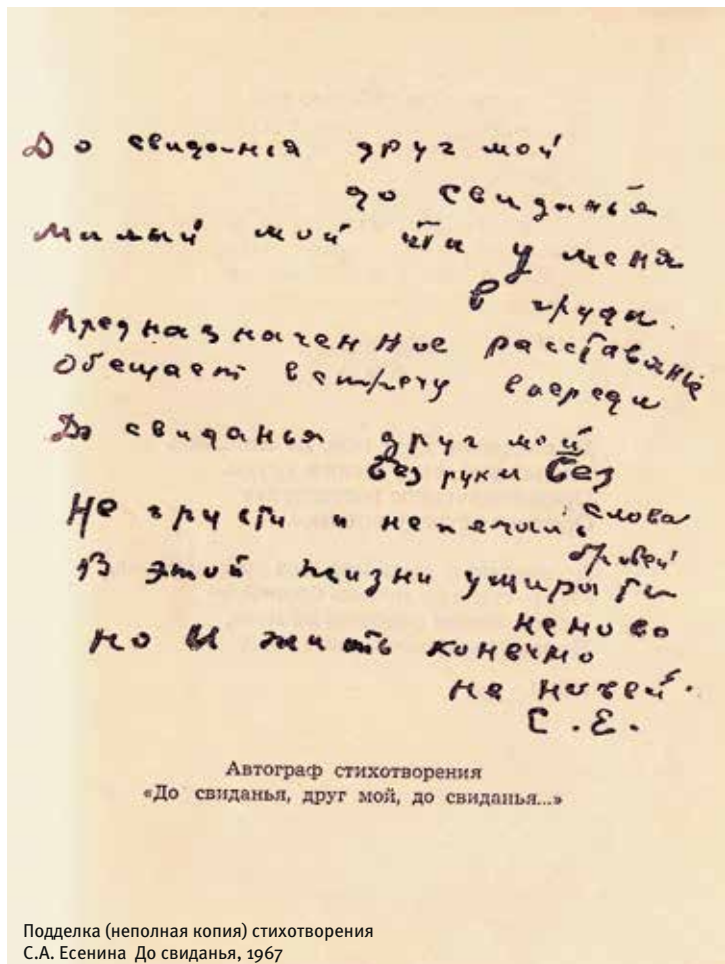 До свиданья друг мой
до свиданья
Милый мой ты у меня
в груди.
Предназначенное расставанье
Обещает встречу впереди
До свиданья друг мой
без руки без
слова
Не грусти и не печаль
бровей
В этой жизни умирать
не ново
но и жить конечно
не новей.
С.Е.
Автограф стихотворения
«До свиданья, друг мой, до свиданья...»
Подделка (неполная копия) стихотворения
С.А. Есенина До свиданья, 1967